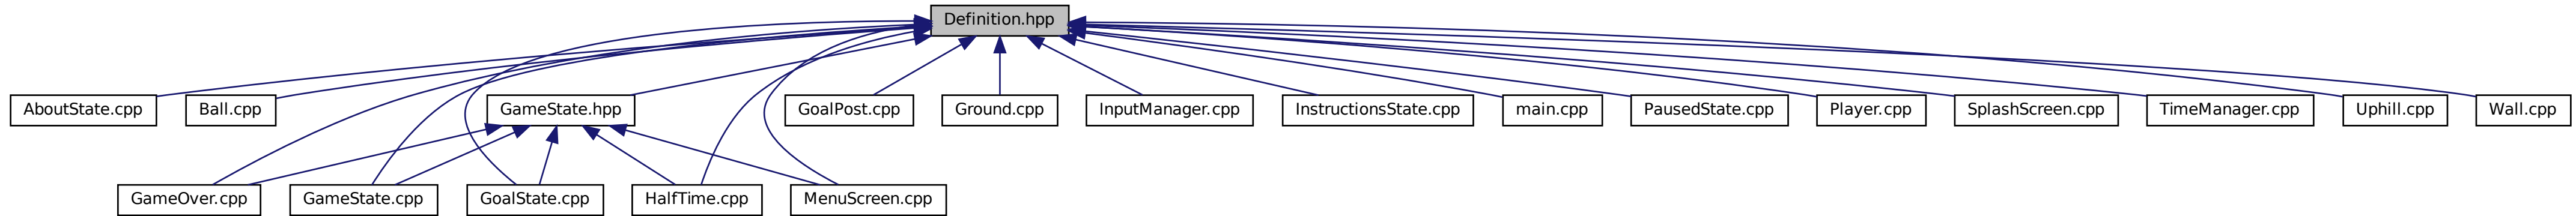 Definition.hpp
AboutState.cpp
Ball.cpp
GameState.hpp
GoalPost.cpp
Ground.cpp
InputManager.cpp
InstructionsState.cpp
main.cpp
PausedState.cpp
Player.cpp
SplashScreen.cpp
TimeManager.cpp
Uphill.cpp
Wall.cpp
GameOver.cpp
GameState.cpp
GoalState.cpp
HalfTime.cpp
MenuScreen.cpp